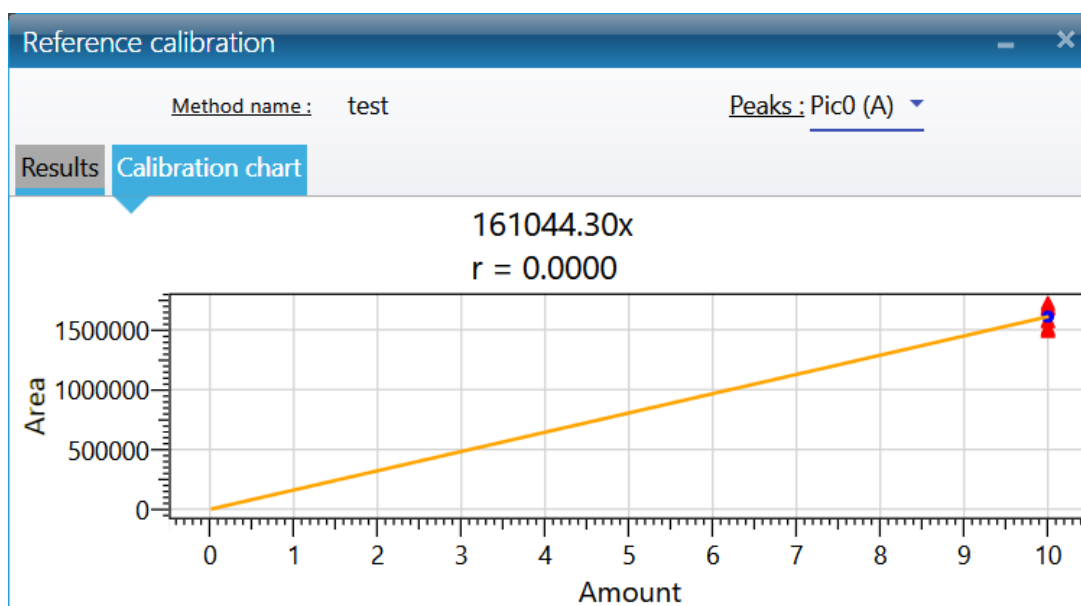 Reference calibration
Method name : test
Peaks : Pic0 (A)
Results Calibration chart
161044.30x
r = 0.0000
1500000
1000000
500000
0
Area
0 1 2 3 4 5 6 7 8 9 10
Amount